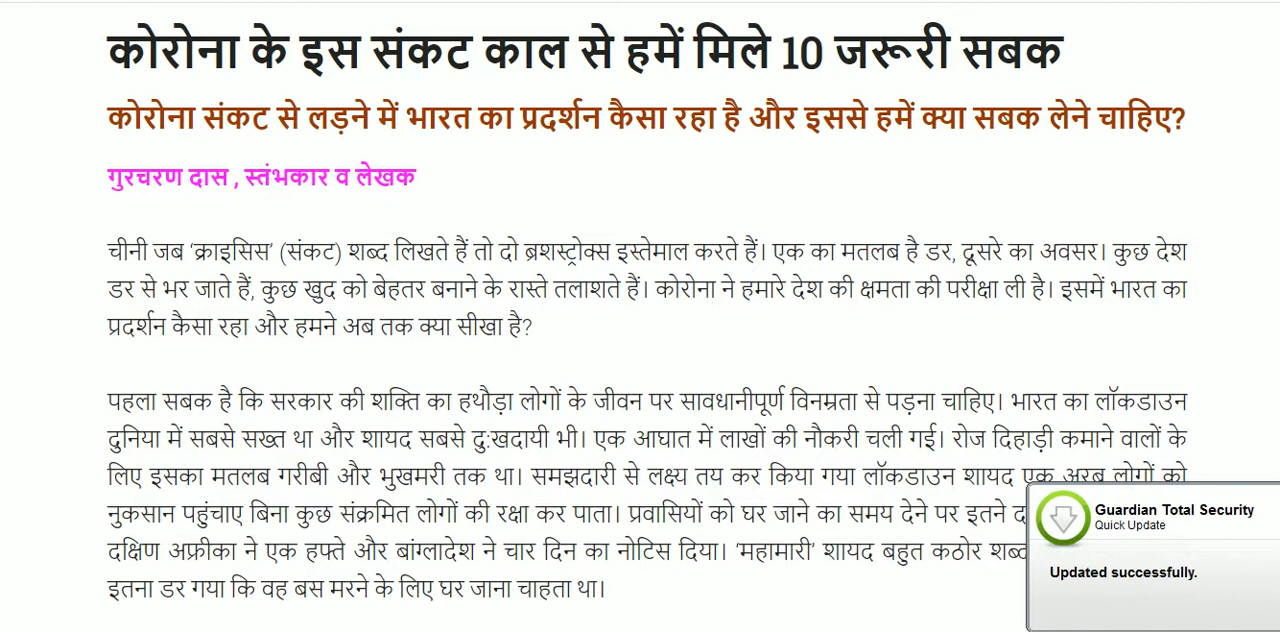 कोरोना के इस संकट काल से हमें मिले 10 जरूरी सबक
कोरोना संकट से लड़ने में भारत का प्रदर्शन कैसा रहा है और इससे हमें क्या सबक लेने चाहिए?
गुरचरण दास , स्तंभकार व लेखक
चीनी जब ‘क्राइसिस’ (संकट) शब्द लिखते हैं तो दो ब्रशस्ट्रोक्स इस्तेमाल करते हैं। एक का मतलब है डर, दूसरे का अवसर। कुछ देश
डर से भर जाते हैं, कुछ खुद को बेहतर बनाने के रास्ते तलाशते हैं। कोरोना ने हमारे देश की क्षमता की परीक्षा ली है। इसमें भारत का
प्रदर्शन कैसा रहा और हमने अब तक क्या सीखा है?
पहला सबक है कि सरकार की शक्ति का हथौड़ा लोगों के जीवन पर सावधानीपूर्ण विनम्रता से पड़ना चाहिए। भारत का लॉकडाउन
दुनिया में सबसे सख्त था और शायद सबसे दु:खदायी भी। एक आघात में लाखों की नौकरी चली गई। रोज दिहाड़ी कमाने वालों के
लिए इसका मतलब गरीबी और भुखमरी तक था। समझदारी से लक्ष्य तय कर किया गया लॉकडाउन शायद एक अरब लोगों को
नुकसान पहुंचाए बिना कुछ संक्रमित लोगों की रक्षा कर पाता। प्रवासियों को घर जाने का समय देने पर इतने
दक्षिण अफ्रीका ने एक हफ्ते और बांग्लादेश ने चार दिन का नोटिस दिया। ‘महामारी’ शायद बहुत कठोर
इतना डर गया कि वह बस मरने के लिए घर जाना चाहता था।
Guardian Total Security
Quick Update
Updated successfully.